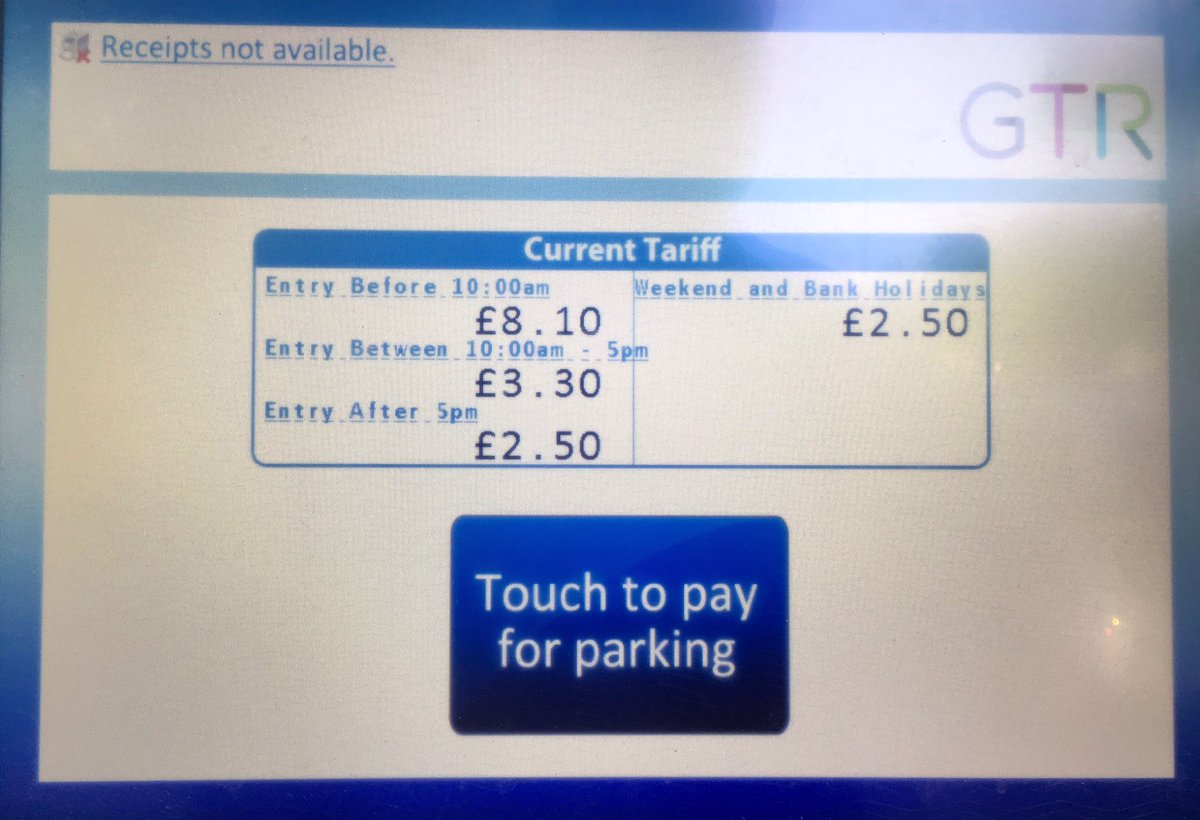 Receipts not available.
GTR
Current Tariff
Entry Before 10:00am
£8.10
Entry Between 10:00am - 5pm
£3.30
Entry After 5pm
£2.50
Weekend and Bank Holidays
£2.50
Touch to pay
for parking